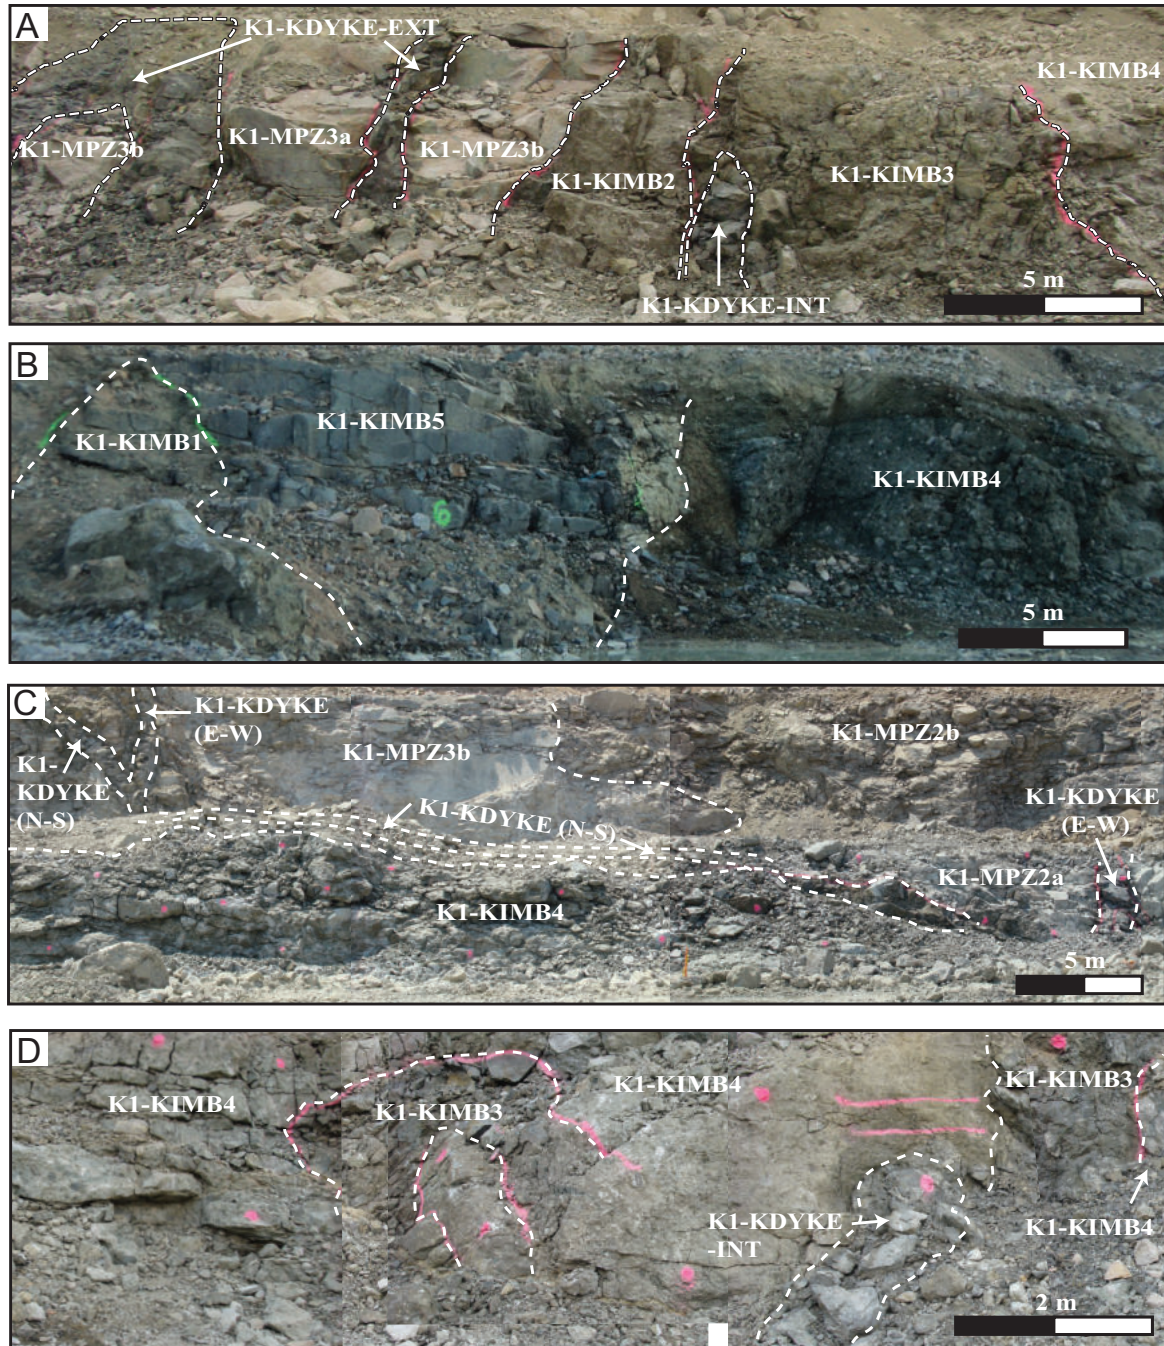 A
K1-KDYKE-EXT
K1-KIMB4
K1-MPZ3b
K1-MPZ3a
K1-MPZ3b
K1-KIMB2
K1-KIMB3
K1-KDYKE-INT
5 m
B
K1-KIMB1
K1-KIMB5
K1-KIMB4
6
5 m
C
K1-KDYKE
(E-W)
K1-
KDYKE
(N-S)
K1-MPZ3b
K1-MPZ2b
K1-KDYKE (N-S)
K1-KDYKE
(E-W)
K1-MPZ2a
K1-KIMB4
5 m
D
K1-KIMB4
K1-KIMB3
K1-KIMB4
K1-KIMB3
K1-KDYKE
-INT
K1-KIMB4
2 m